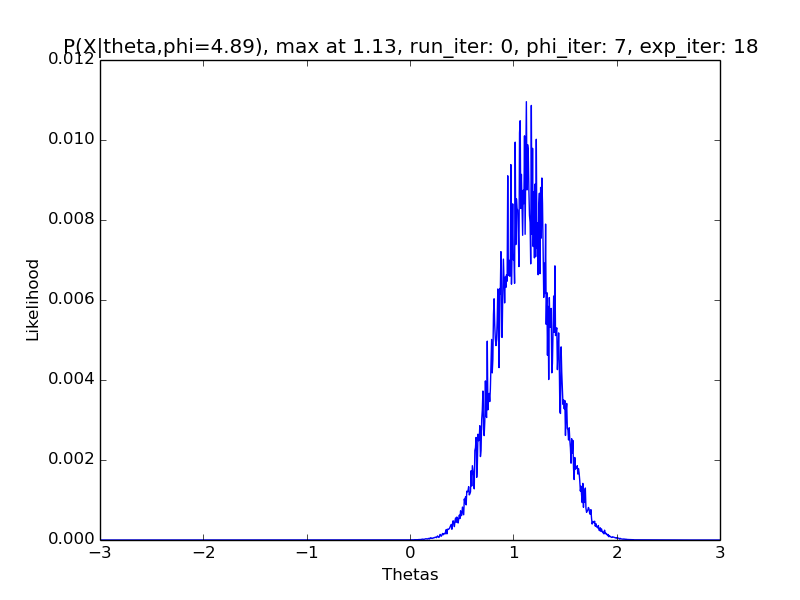 P(X|theta,phi=4.89), max at 1.13, run_iter: 0, phi_iter: 7, exp_iter: 18
0.012
0.010
0.008
0.006
0.004
0.002
0.000
Likelihood
−3 −2 −1 0 1 2 3
Thetas